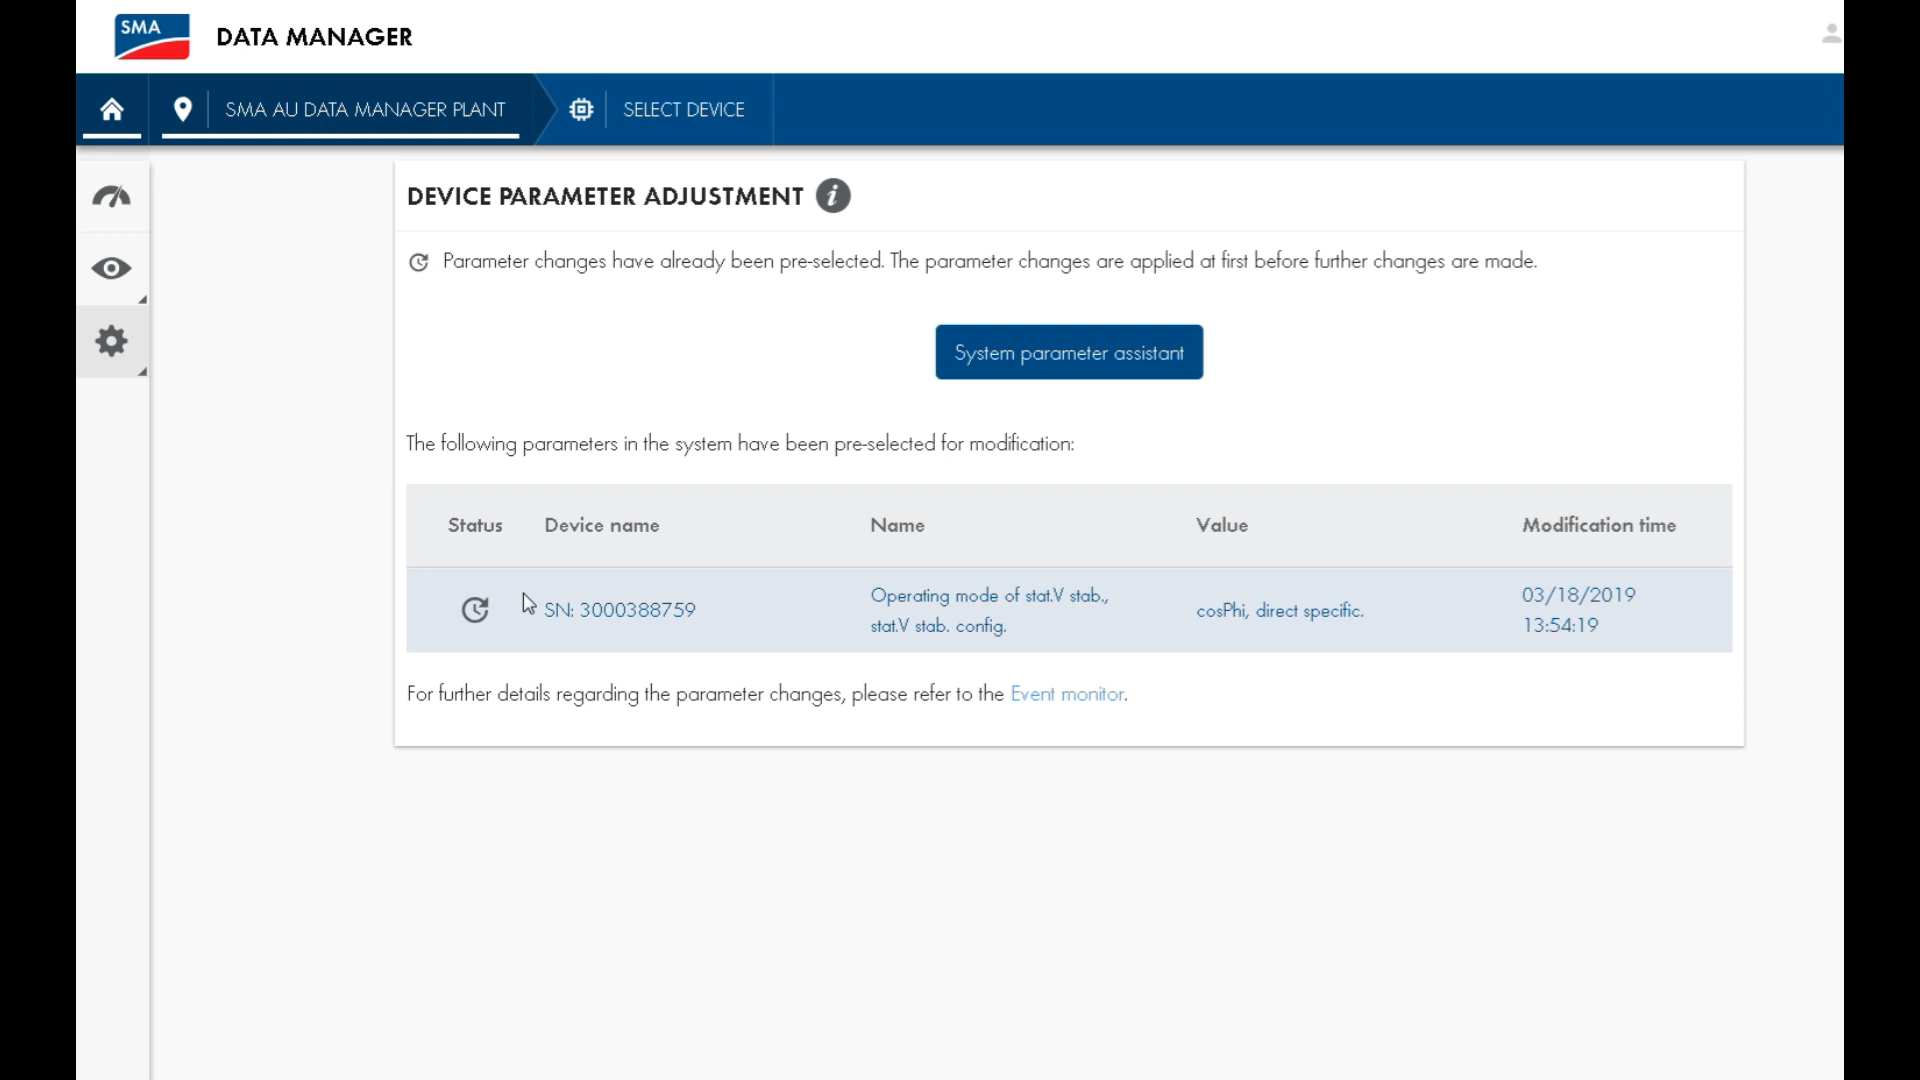 SMA
DATA MANAGER
SMA AU DATA MANAGER PLANT
SELECT DEVICE
DEVICE PARAMETER ADJUSTMENT i
Parameter changes have already been pre-selected. The parameter changes are applied at first before further changes are made.
System parameter assistant
The following parameters in the system have been pre-selected for modification:
Status Device name Name Value Modification time
SN: 3000388759
Operating mode of stat.V stab.,
stat.V stab. config.
cosPhi, direct specific.
03/18/2019
13:54:19
For further details regarding the parameter changes, please refer to the Event monitor.